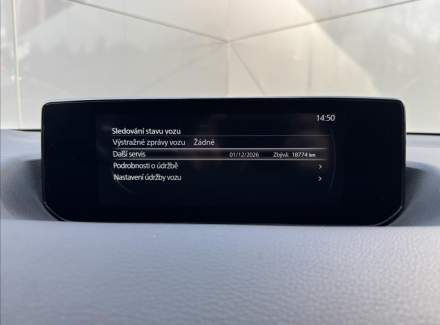 14:50
Sledování stavu vozu
Výstražné zprávy vozu Žádné
Další servis 01/12/2026 Zbývá: 18774 km
Podrobnosti o údržbě >
Nastavení údržby vozu >